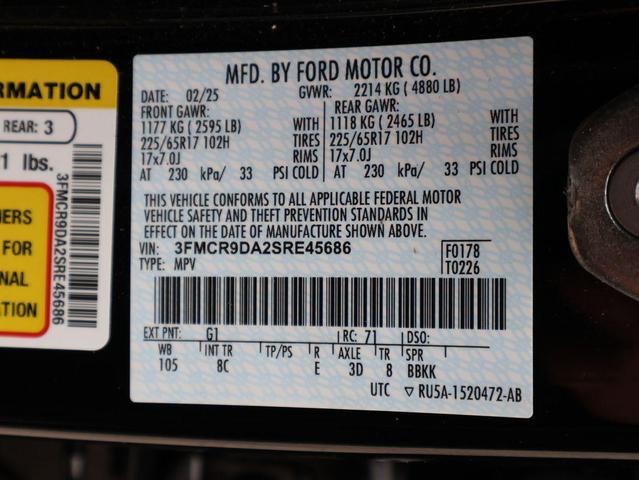 ORMATION
REAR: 3
1 lbs.
HERS
FOR
NAL
TION
3FMCR9DA2SRE45686
MFD. BY FORD MOTOR CO.
DATE: 02/25 GVWR: 2214 KG ( 4880 LB)
FRONT GAWR: REAR GAWR:
1177 KG ( 2595 LB) WITH 1118 KG ( 2465 LB) WITH
225/65R17 102H TIRES 225/65R17 102H TIRES
17x7.0J RIMS 17x7.0J RIMS
AT 230 kPa/ 33 PSI COLD AT 230 kPa/ 33 PSI COLD
THIS VEHICLE CONFORMS TO ALL APPLICABLE FEDERAL MOTOR
VEHICLE SAFETY AND THEFT PREVENTION STANDARDS IN
EFFECT ON THE DATE OF MANUFACTURE SHOWN ABOVE.
VIN: 3FMCR9DA2SRE45686 F0178
TYPE: MPV T0226
EXT PNT: G1 RC: 71 DSO:
WB INT TR TP/PS R AXLE TR SPR
105 8C E 3D 8 BBKK
UTC ▽ RU5A-1520472-AB